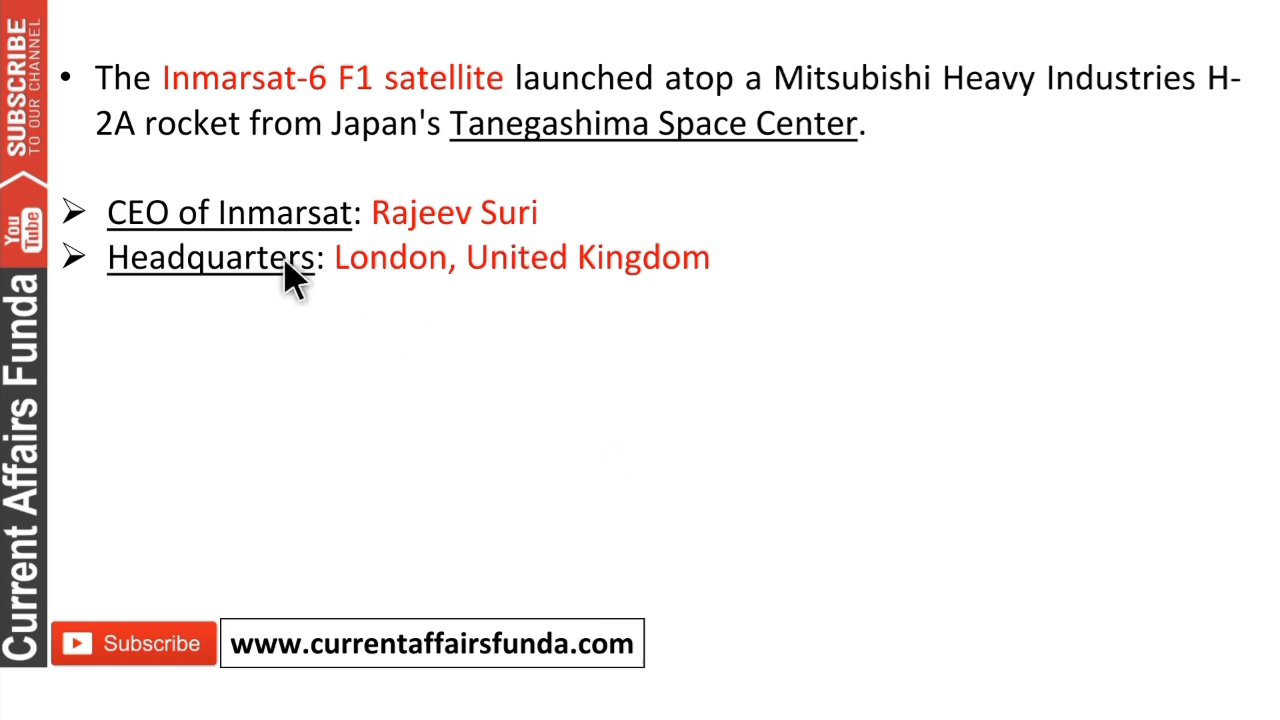 • The Inmarsat-6 F1 satellite launched atop a Mitsubishi Heavy Industries H-
2A rocket from Japan's Tanegashima Space Center.
➢ CEO of Inmarsat: Rajeev Suri
➢ Headquarters: London, United Kingdom
SUBSCRIBE
TO OUR CHANNEL
You
Tube
Current Affairs Funda
Subscribe
www.currentaffairsfunda.com